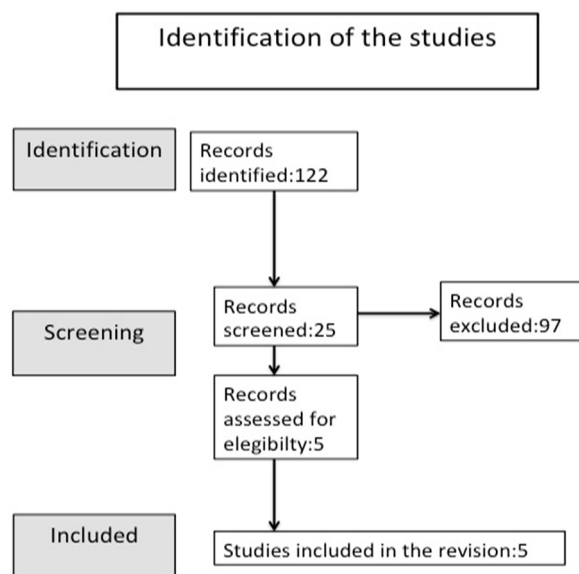 Identification of the studies
Identification
Records
identified:122
Records
screened:25
Records
excluded:97
Screening
Records
assessed for
elegibilty:5
Included
Studies included in the revision:5